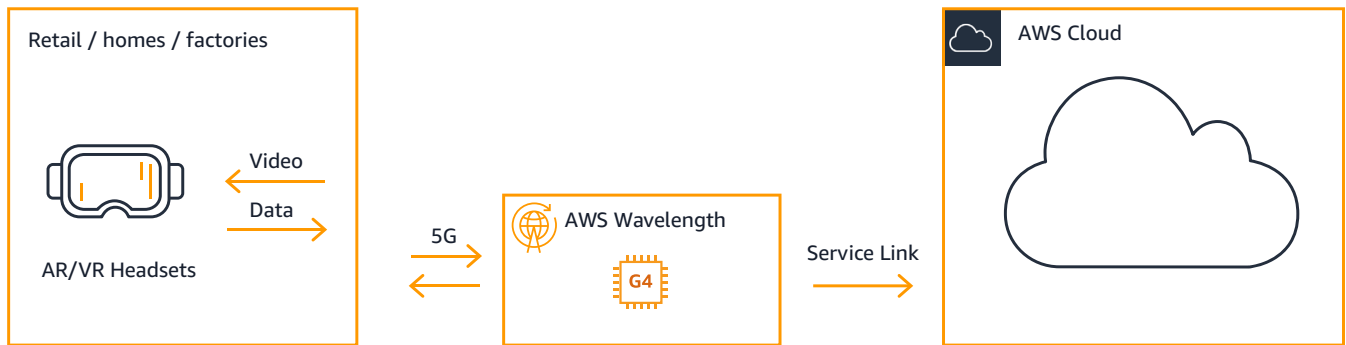 Retail / homes / factories
Video
Data
AR/VR Headsets
5G
AWS Wavelength
G4
Service Link
AWS Cloud